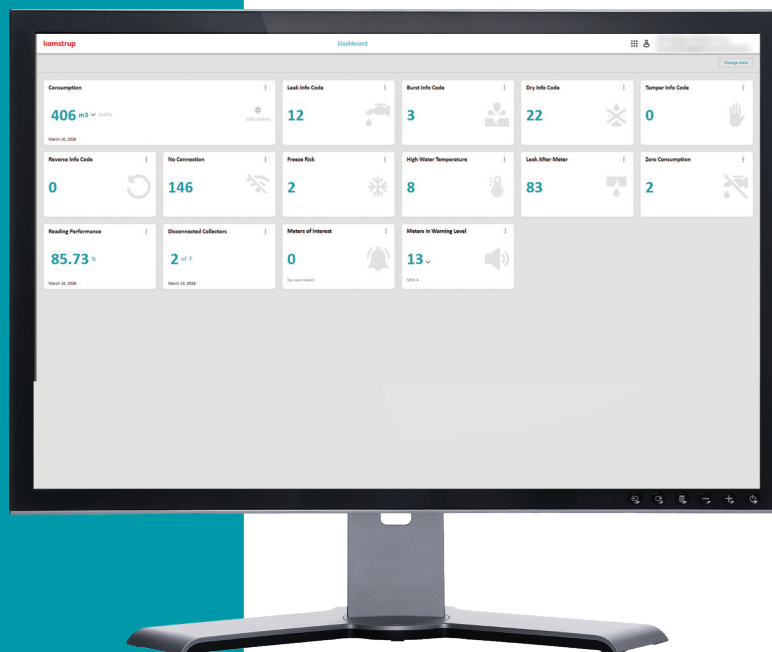 kamstrup
Dashboard
Change view
Consumption
406 m3
March 10, 2026
Leak Info Code
12
Burst Info Code
3
Dry Info Code
22
Tamper Info Code
0
Reverse Info Code
0
No Connection
146
Freeze Risk
2
High Water Temperature
8
Leak After Meter
83
Zero Consumption
2
Reading Performance
85.73 %
March 10, 2026
Disconnected Collectors
2 of 7
March 10, 2026
Meters of Interest
0
No new meters
Meters in Warning Level
13
NEW 4